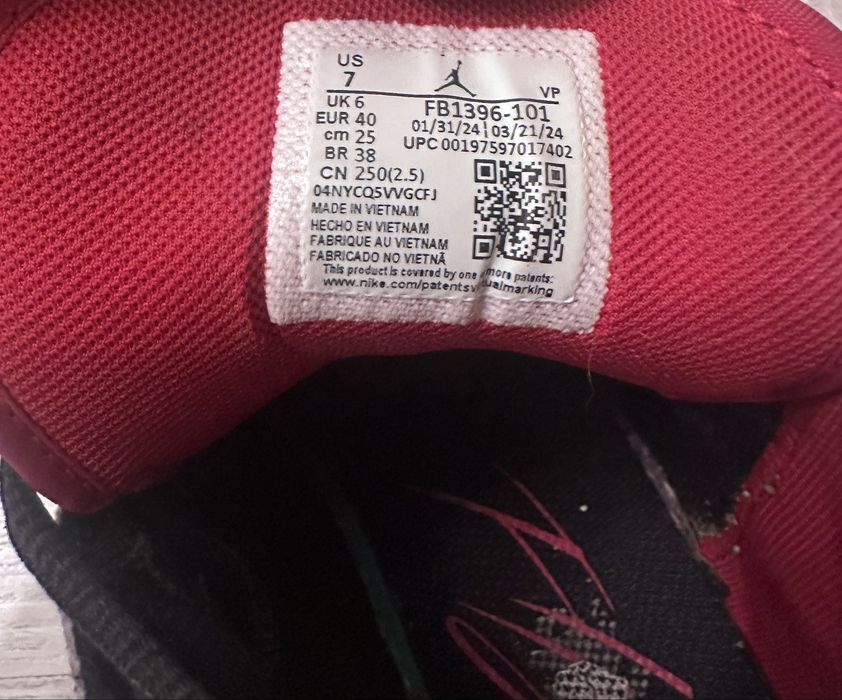 US
7
VP
UK 6
FB1396-101
EUR 40
01/31/24 | 03/21/24
cm 25
UPC 00197597017402
BR 38
CN 250(2.5)
04NYCQ5VVGCFJ
MADE IN VIETNAM
HECHO EN VIETNAM
FABRIQUE AU VIETNAM
FABRICADO NO VIETNÃ
This product is covered by one more patents:
www.nike.com/patentsv ualmarking